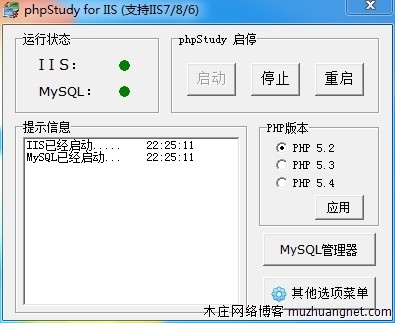 phpStudy for IIS (支持IIS7/8/6)
运行状态
IIS:
MySQL:
phpStudy 启停
启动
停止
重启
提示信息
IIS已经启动..... 22:25:11
MySQL已经启动... 22:25:11
PHP版本
PHP 5.2
PHP 5.3
PHP 5.4
应用
MySQL管理器
其他选项菜单
木庄网络博客 muzhuangnet.com